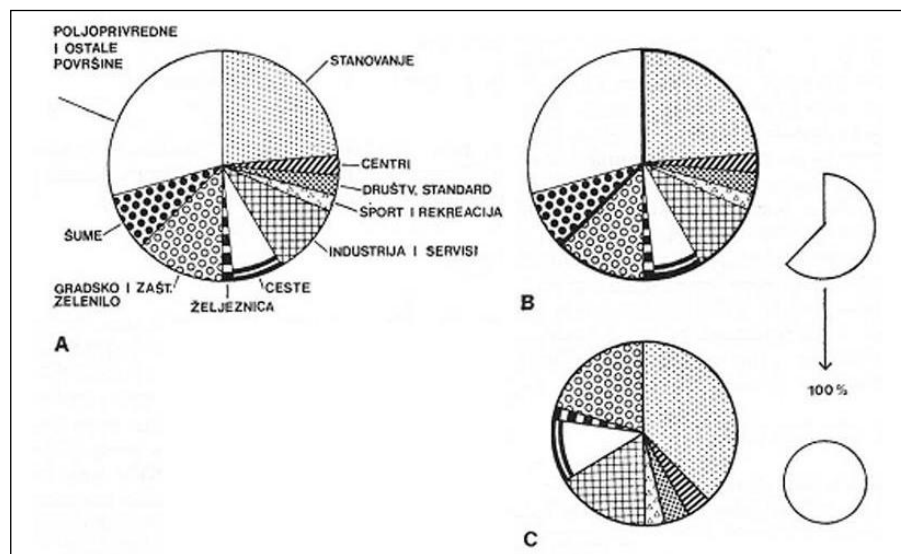 POLJOPRIVREDNE
I OSTALE
POVRŠINE
STANOVANJE
CENTRI
DRUŠTV. STANDARD
ŠPORT I REKREACIJA
INDUSTRIJA I SERVISI
CESTE
ŽELJEZNICA
GRADSKO I ZAŠT.
ZELENILO
ŠUME
A
B
100%
C